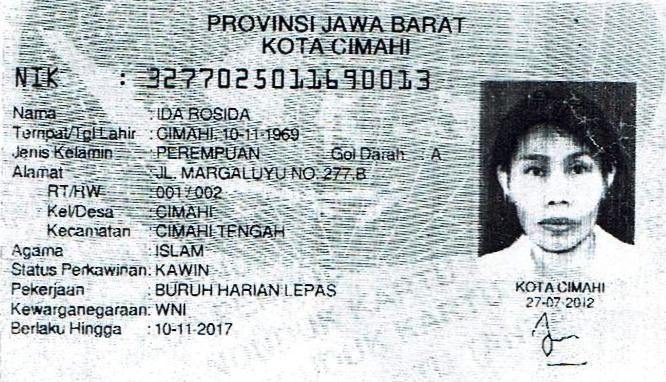 PROVINSI JAWA BARAT
KOTA CIMAHI
NIK : 3277025011690013
Nama : IDA ROSIDA
Tempat/Tgl Lahir : CIMAHI, 10-11-1969
Jenis Kelamin : PEREMPUAN Gol Darah : A
Alamat : JL. MARGALUYU NO. 277.B
RT/RW : 001 / 002
Kel/Desa : CIMAHI
Kecamatan : CIMAHI TENGAH
Agama : ISLAM
Status Perkawinan: KAWIN
Pekerjaan : BURUH HARIAN LEPAS
Kewarganegaraan: WNI
Berlaku Hingga : 10-11-2017
KOTA CIMAHI
27-07-2012